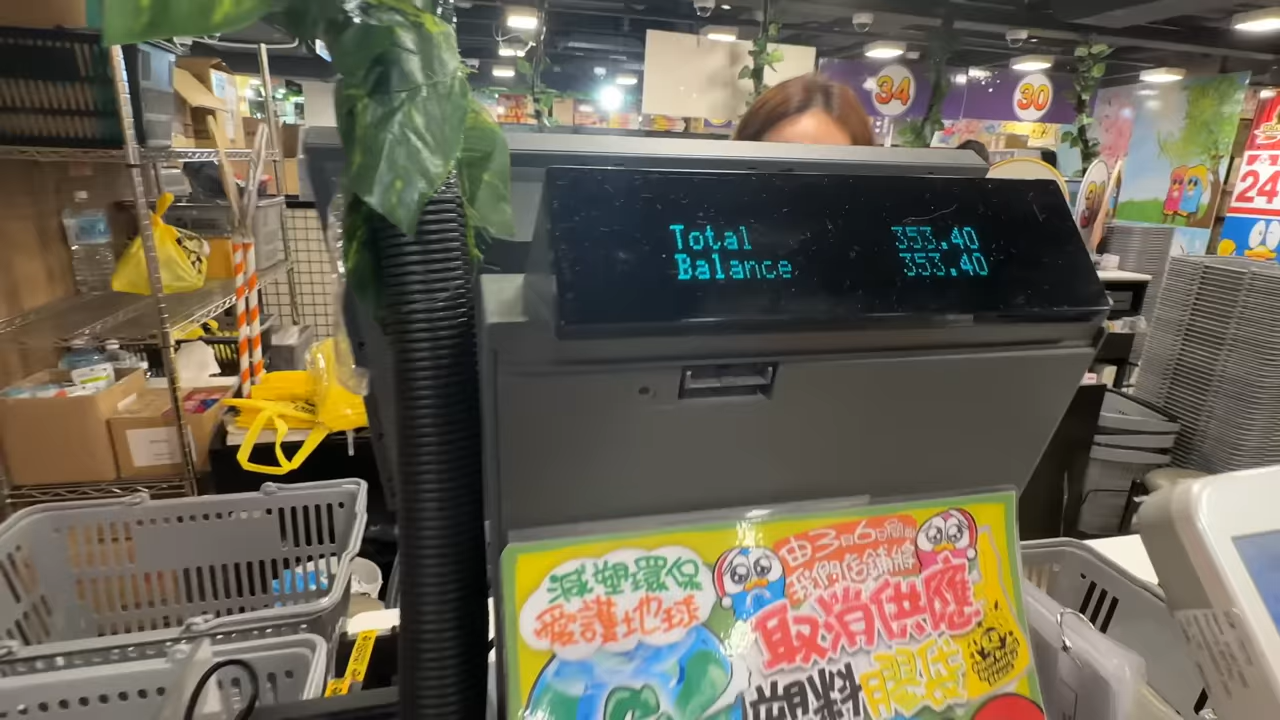 34
30
24
Total 353.40
Balance 353.40
減塑環保
愛護地球
由3月6日開始
我們店舖將
取消供應
塑料膠袋